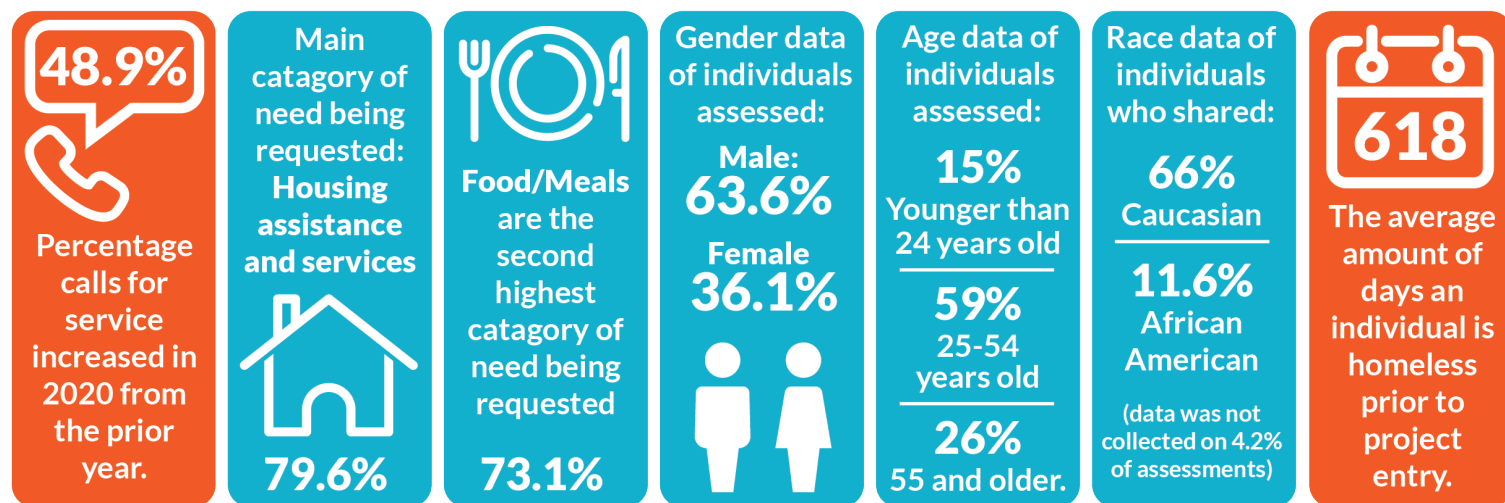 48.9%
Percentage
calls for
service
increased in
2020 from
the prior
year.
Main
catagory of
need being
requested:
Housing
assistance
and services
79.6%
Food/Meals
are the
second
highest
catagory of
need being
requested
73.1%
Gender data
of individuals
assessed:
Male:
63.6%
Female
36.1%
Age data of
individuals
assessed:
15%
Younger than
24 years old
59%
25-54
years old
26%
55 and older.
Race data of
individuals
who shared:
66%
Caucasian
11.6%
African
American
(data was not
collected on 4.2%
of assessments)
618
The average
amount of
days an
individual is
homeless
prior to
project
entry.